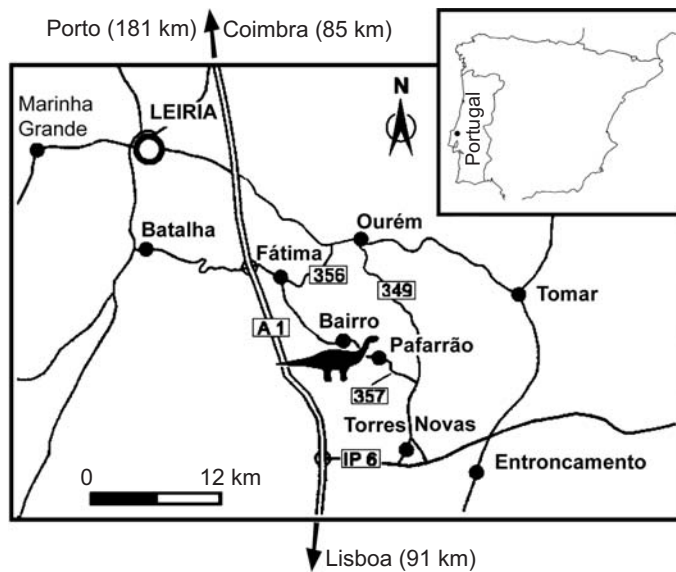 Porto (181 km) Coimbra (85 km)
Marinha
Grande
LEIRIA
N
Portugal
Batalha
Ourém
Fátima
356
349
Tomar
A 1
Bairro
Pafarrão
357
Torres Novas
IP 6
Entroncamento
0 12 km
Lisboa (91 km)